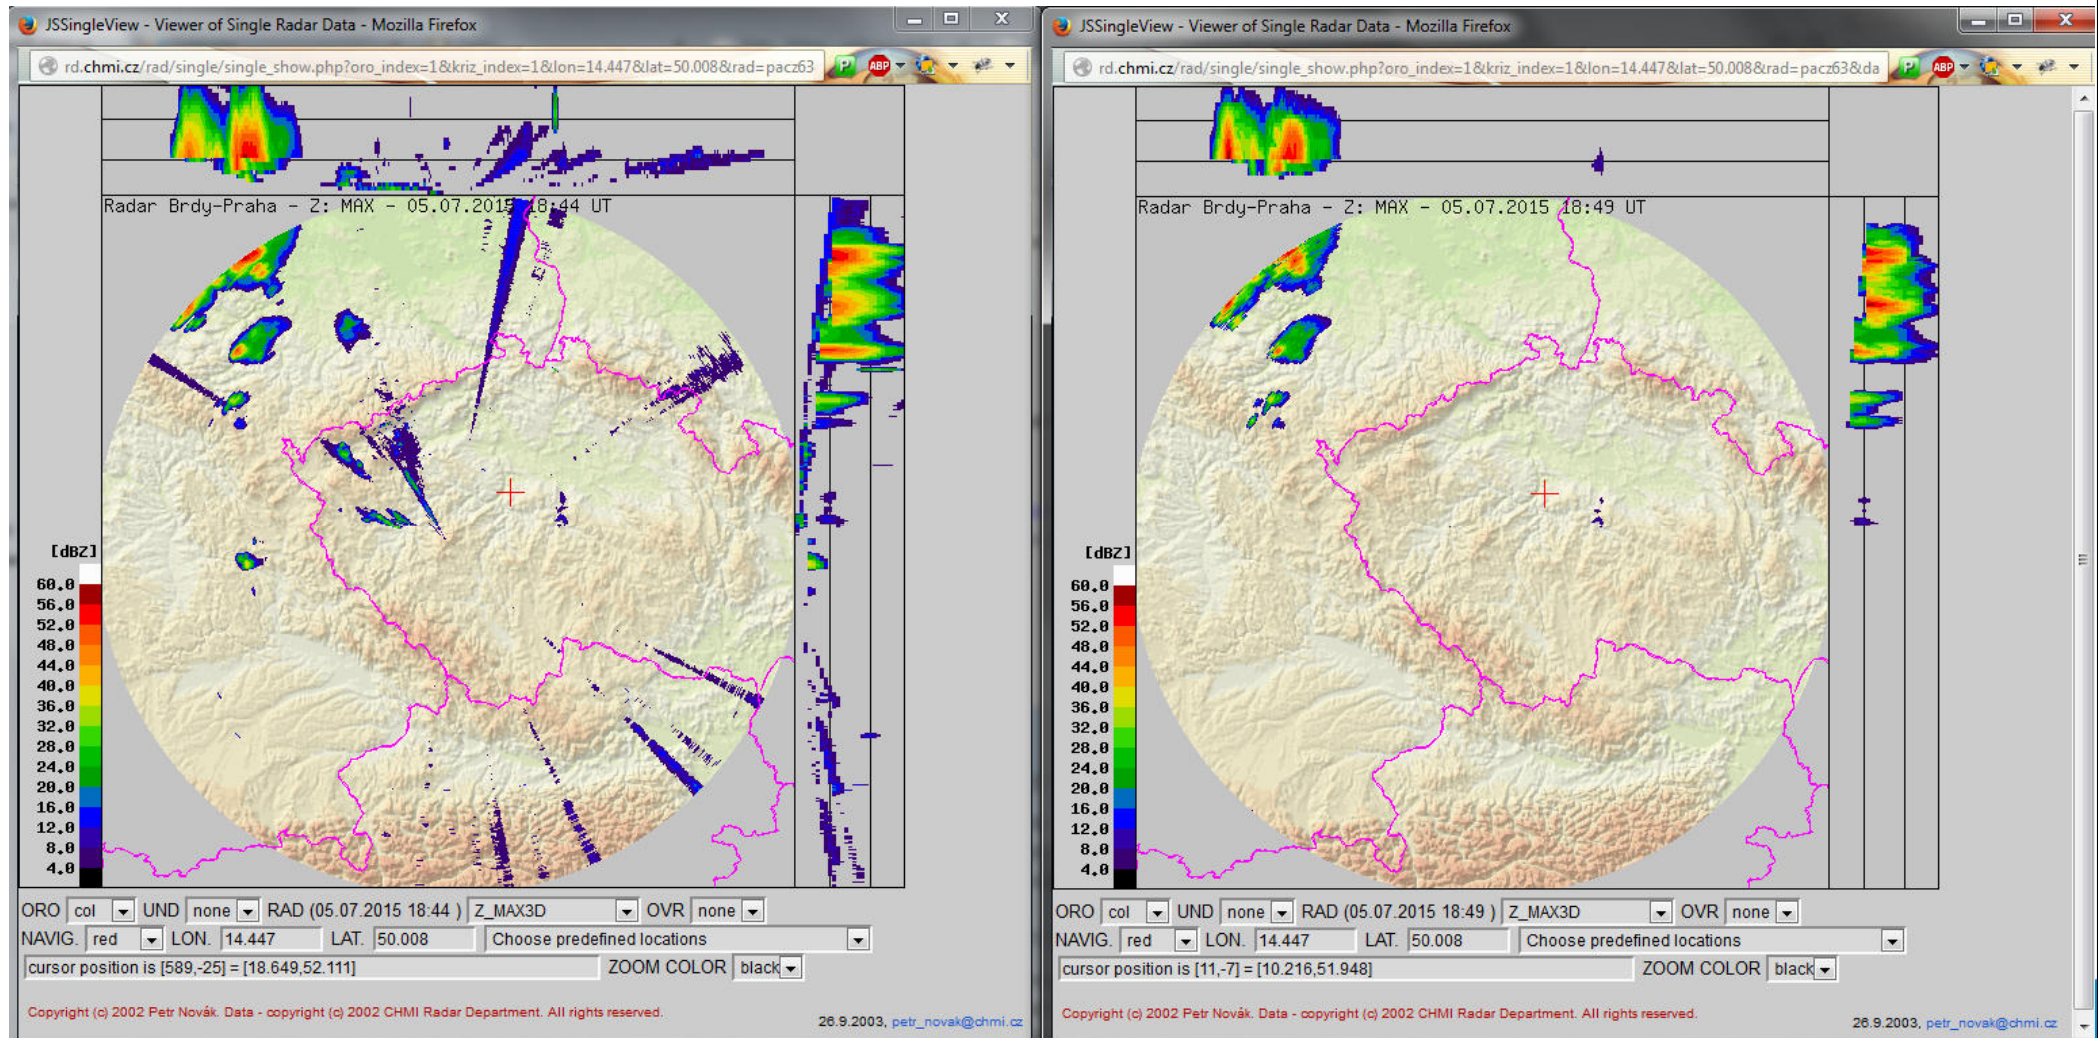 JSSingleView - Viewer of Single Radar Data - Mozilla Firefox
rd.chmi.cz/rad/single/single_show.php?oro_index=1&kriz_index=1&lon=14.447&lat=50.008&rad=pacz63
ABP
Radar Brdy-Praha - Z: MAX - 05.07.2015 18:44 UT
[dBZ]
60.0
56.0
52.0
48.0
44.0
40.0
36.0
32.0
28.0
24.0
20.0
16.0
12.0
8.0
4.0
ORO col UND none RAD (05.07.2015 18:44 ) Z_MAX3D OVR none
NAVIG. red LON. 14.447 LAT. 50.008 Choose predefined locations
cursor position is [589,-25] = [18.649,52.111] ZOOM COLOR black
Copyright (c) 2002 Petr Novák. Data - copyright (c) 2002 CHMI Radar Department. All rights reserved.
26.9.2003, petr_novak@chmi.cz
JSSingleView - Viewer of Single Radar Data - Mozilla Firefox
rd.chmi.cz/rad/single/single_show.php?oro_index=1&kriz_index=1&lon=14.447&lat=50.008&rad=pacz63&da
ABP
Radar Brdy-Praha - Z: MAX - 05.07.2015 18:49 UT
[dBZ]
60.0
56.0
52.0
48.0
44.0
40.0
36.0
32.0
28.0
24.0
20.0
16.0
12.0
8.0
4.0
ORO col UND none RAD (05.07.2015 18:49 ) Z_MAX3D OVR none
NAVIG. red LON. 14.447 LAT. 50.008 Choose predefined locations
cursor position is [11,-7] = [10.216,51.948] ZOOM COLOR black
Copyright (c) 2002 Petr Novák. Data - copyright (c) 2002 CHMI Radar Department. All rights reserved.
26.9.2003, petr_novak@chmi.cz